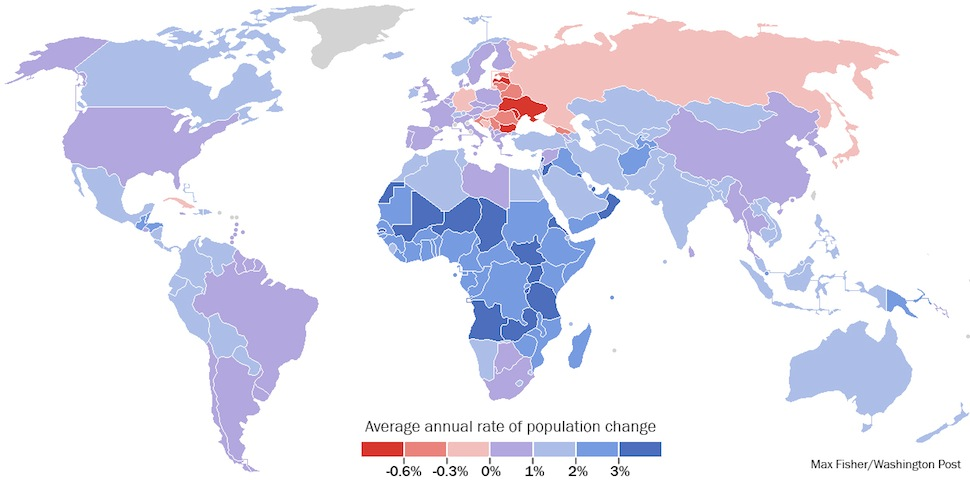 Average annual rate of population change
-0.6% -0.3% 0% 1% 2% 3%
Max Fisher/Washington Post